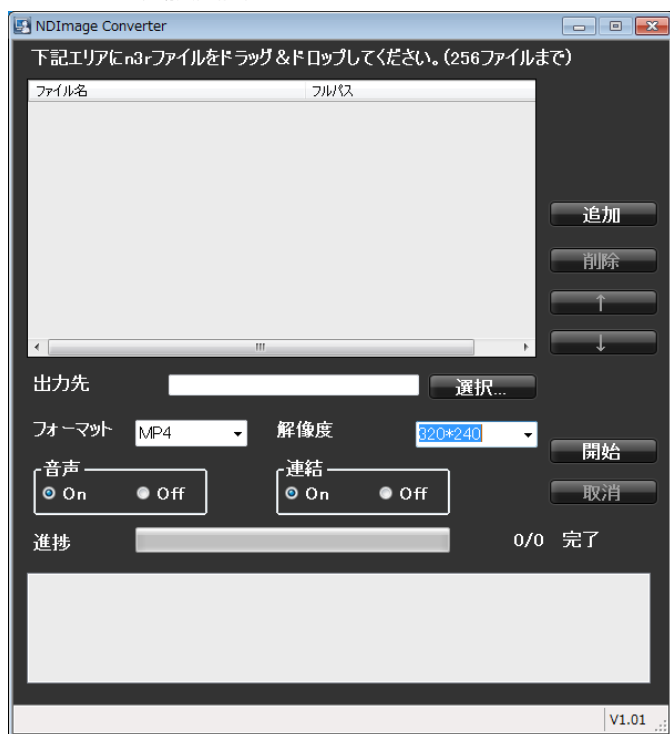 NDImage Converter
下記エリアにn3rファイルをドラッグ&ドロップしてください。(256ファイルまで)
ファイル名 フルパス
追加
削除
↑
↓
出力先 選択...
フォーマット MP4 解像度 320*240
開始
音声 連結
On Off On Off
取消
進捗 0/0 完了
V1.01